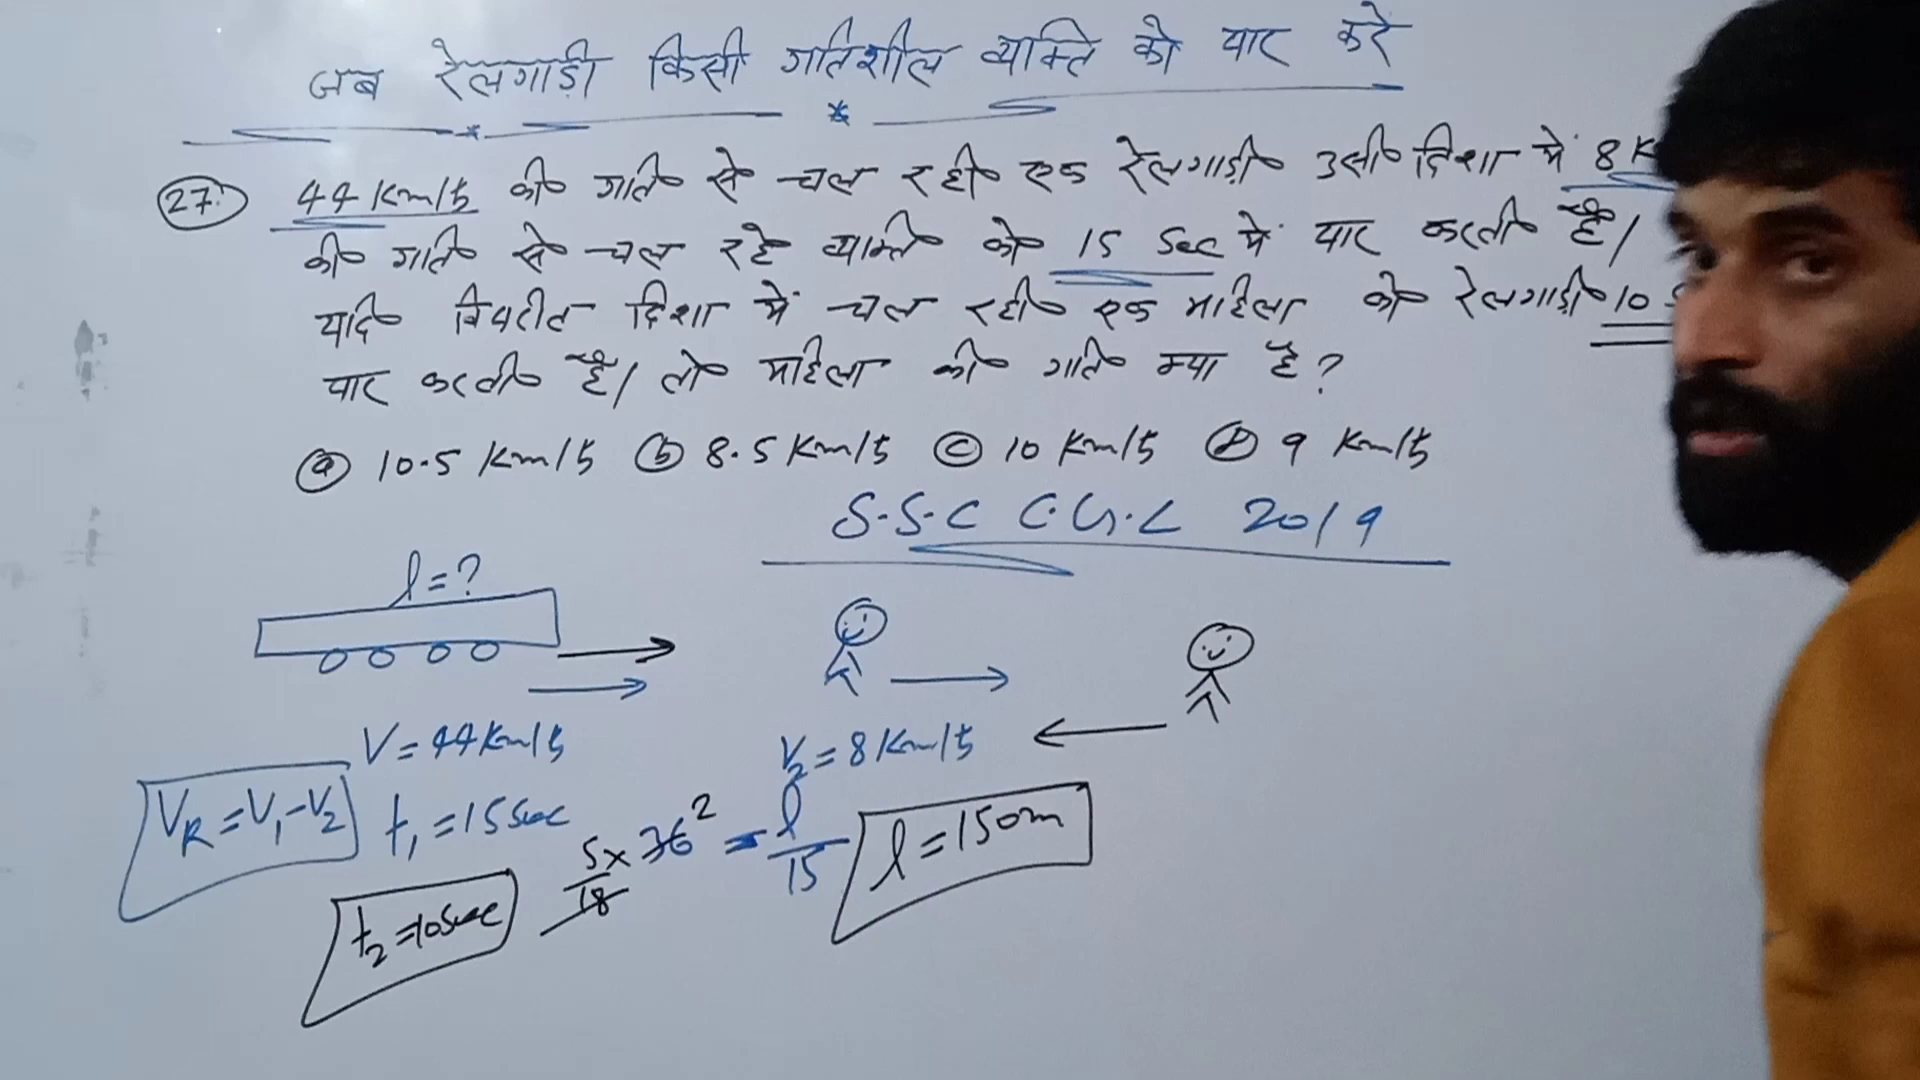 जब रेलगाड़ी किसी गतिशील व्यक्ति को पार करे
27. 44 Km/h की गति से चल रही एक रेलगाड़ी उसी दिशा में 8 K
की गति से चल रहे व्यक्ति को 15 Sec में पार करती है।
यदि विपरीत दिशा में चल रही एक महिला को रेलगाड़ी 10
पार करती है। तो महिला की गति क्या है?
(a) 10.5 Km/h (b) 8.5 Km/h (c) 10 Km/h (d) 9 Km/h
S.S.C C.G.L 2019
l = ?
V = 44 Km/h V₂ = 8 Km/h
V_R = V₁ - V₂ t₁ = 15 Sec 5/18 × 36² = l/15 l = 150m
t₂ = 10 Sec